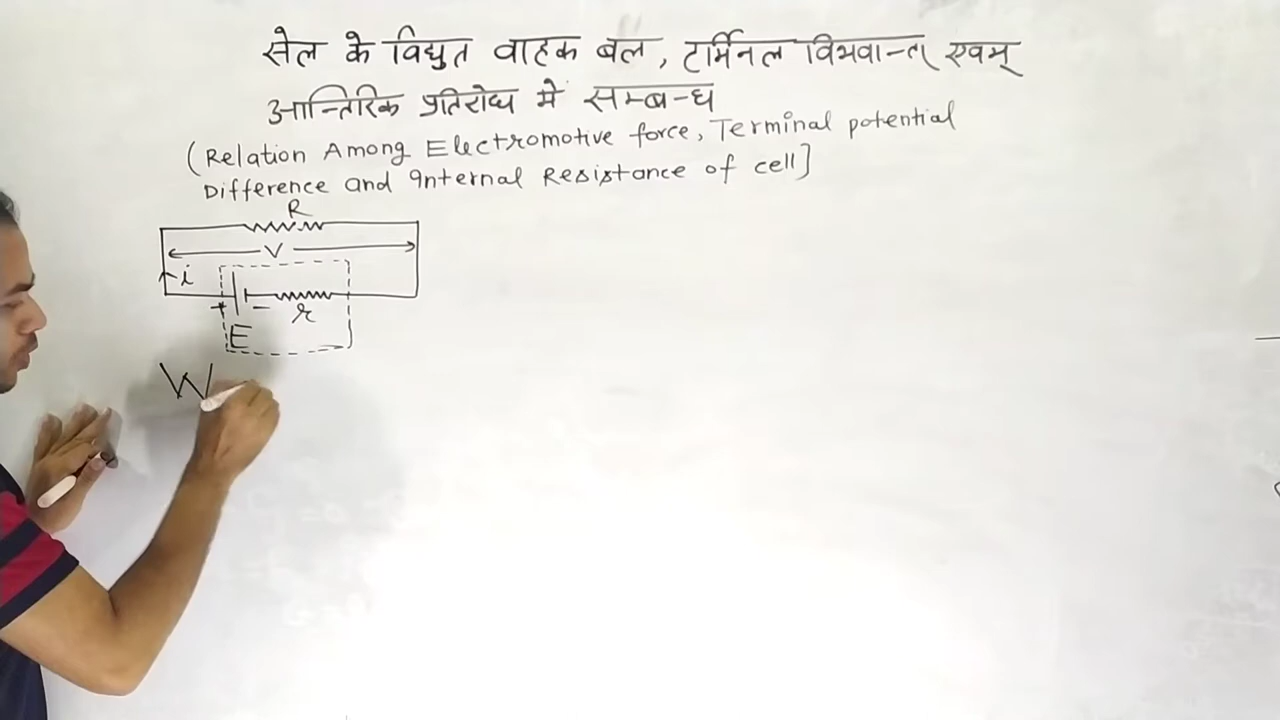 सेल के विद्युत वाहक बल, टर्मिनल विभवान्तर एवम्
आन्तिरिक प्रतिरोध में सम्बन्ध
(Relation Among Electromotive force, Terminal potential
Difference and Internal Resistance of cell]
R
V
i
+ −
r
E
W